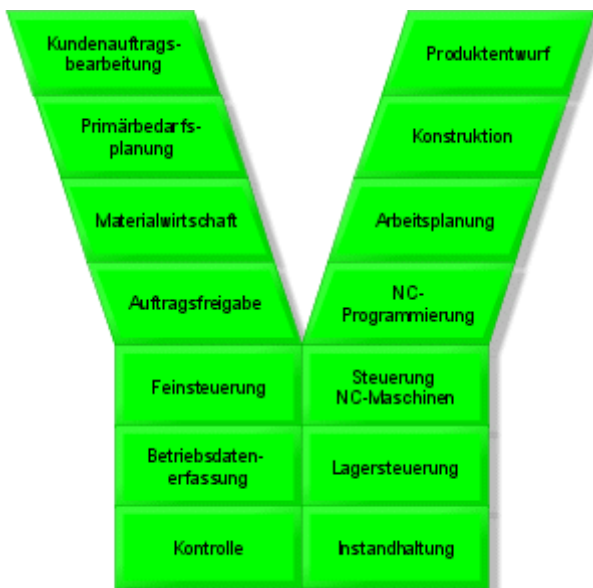 Kundenauftrags-
bearbeitung
Produktentwurf
Primärbedarfs-
planung
Konstruktion
Materialwirtschaft
Arbeitsplanung
Auftragsfreigabe
NC-
Programmierung
Feinsteuerung
Steuerung
NC-Maschinen
Betriebsdaten-
erfassung
Lagersteuerung
Kontrolle
Instandhaltung